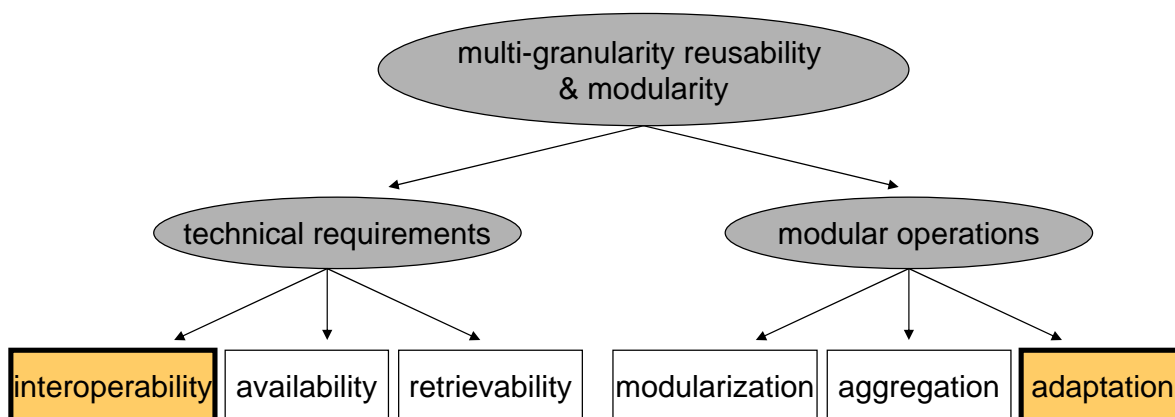 multi-granularity reusability
& modularity
technical requirements
modular operations
interoperability
availability
retrievability
modularization
aggregation
adaptation